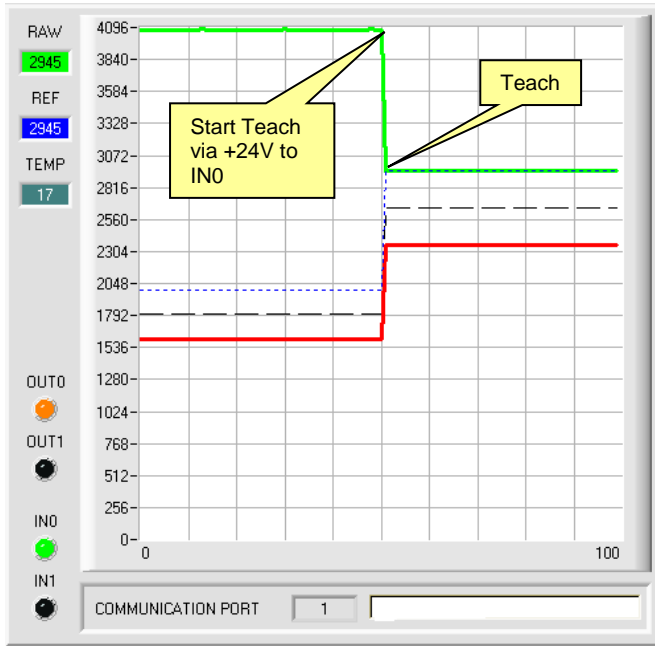 RAW
2945
REF
2945
TEMP
17
OUT0
OUT1
IN0
IN1
4096
3840
3584
3328
3072
2816
2560
2304
2048
1792
1536
1280
1024
768
512
256
0
0
100
Start Teach
via +24V to
IN0
Teach
COMMUNICATION PORT
1